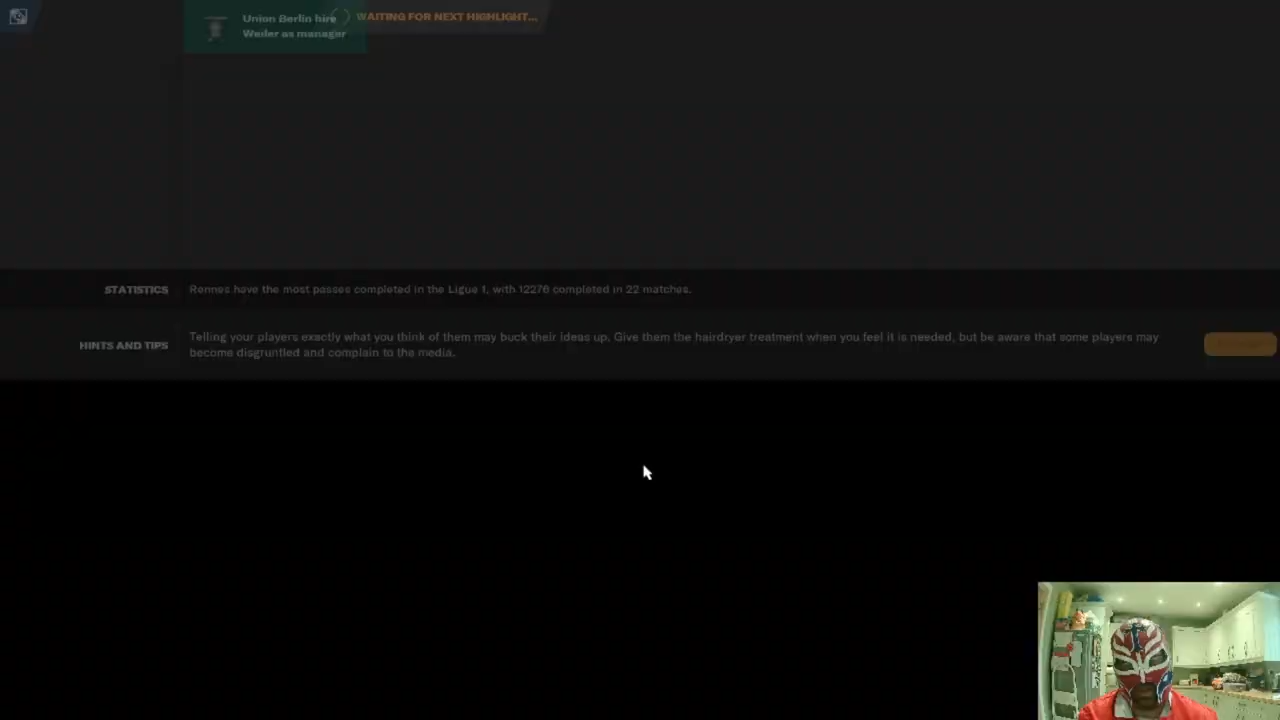 Union Berlin hire
Weiler as manager
WAITING FOR NEXT HIGHLIGHT...
STATISTICS
Rennes have the most passes completed in the Ligue 1, with 12276 completed in 22 matches.
HINTS AND TIPS
Telling your players exactly what you think of them may buck their ideas up. Give them the hairdryer treatment when you feel it is needed, but be aware that some players may
become disgruntled and complain to the media.